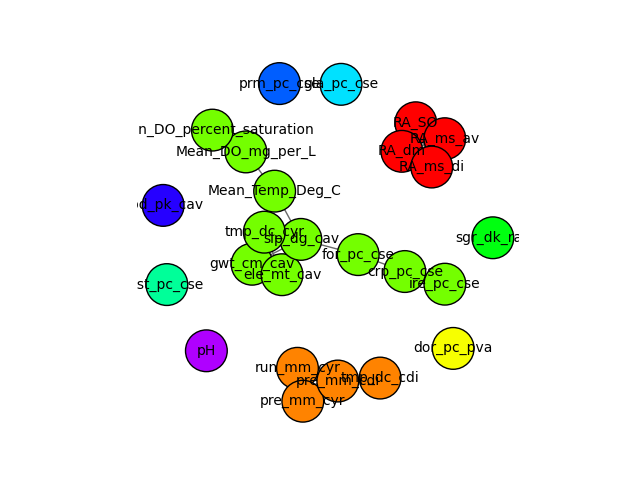 prm_pc_cse
gla_pc_cse
RA_SO
n_DO_percent_saturation
RA_ms_av
Mean_DO_mg_per_L
RA_dm
RA_ms_di
Mean_Temp_Deg_C
d_pk_cav
tmp_dc_cyr
slp_dg_cav
sgr_dk_ra
for_pc_cse
gwt_cm_cav
crp_pc_cse
ele_mt_cav
st_pc_cse
ire_pc_cse
pH
dor_pc_pva
run_mm_cyr
tmp_dc_cdi
pre_mm_cyr